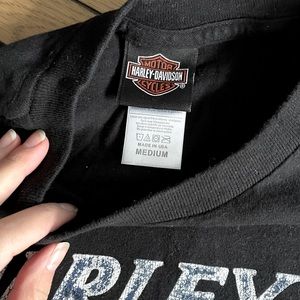 MOTOR
HARLEY-DAVIDSON
CYCLES
®
MADE IN USA
MEDIUM
RLEY